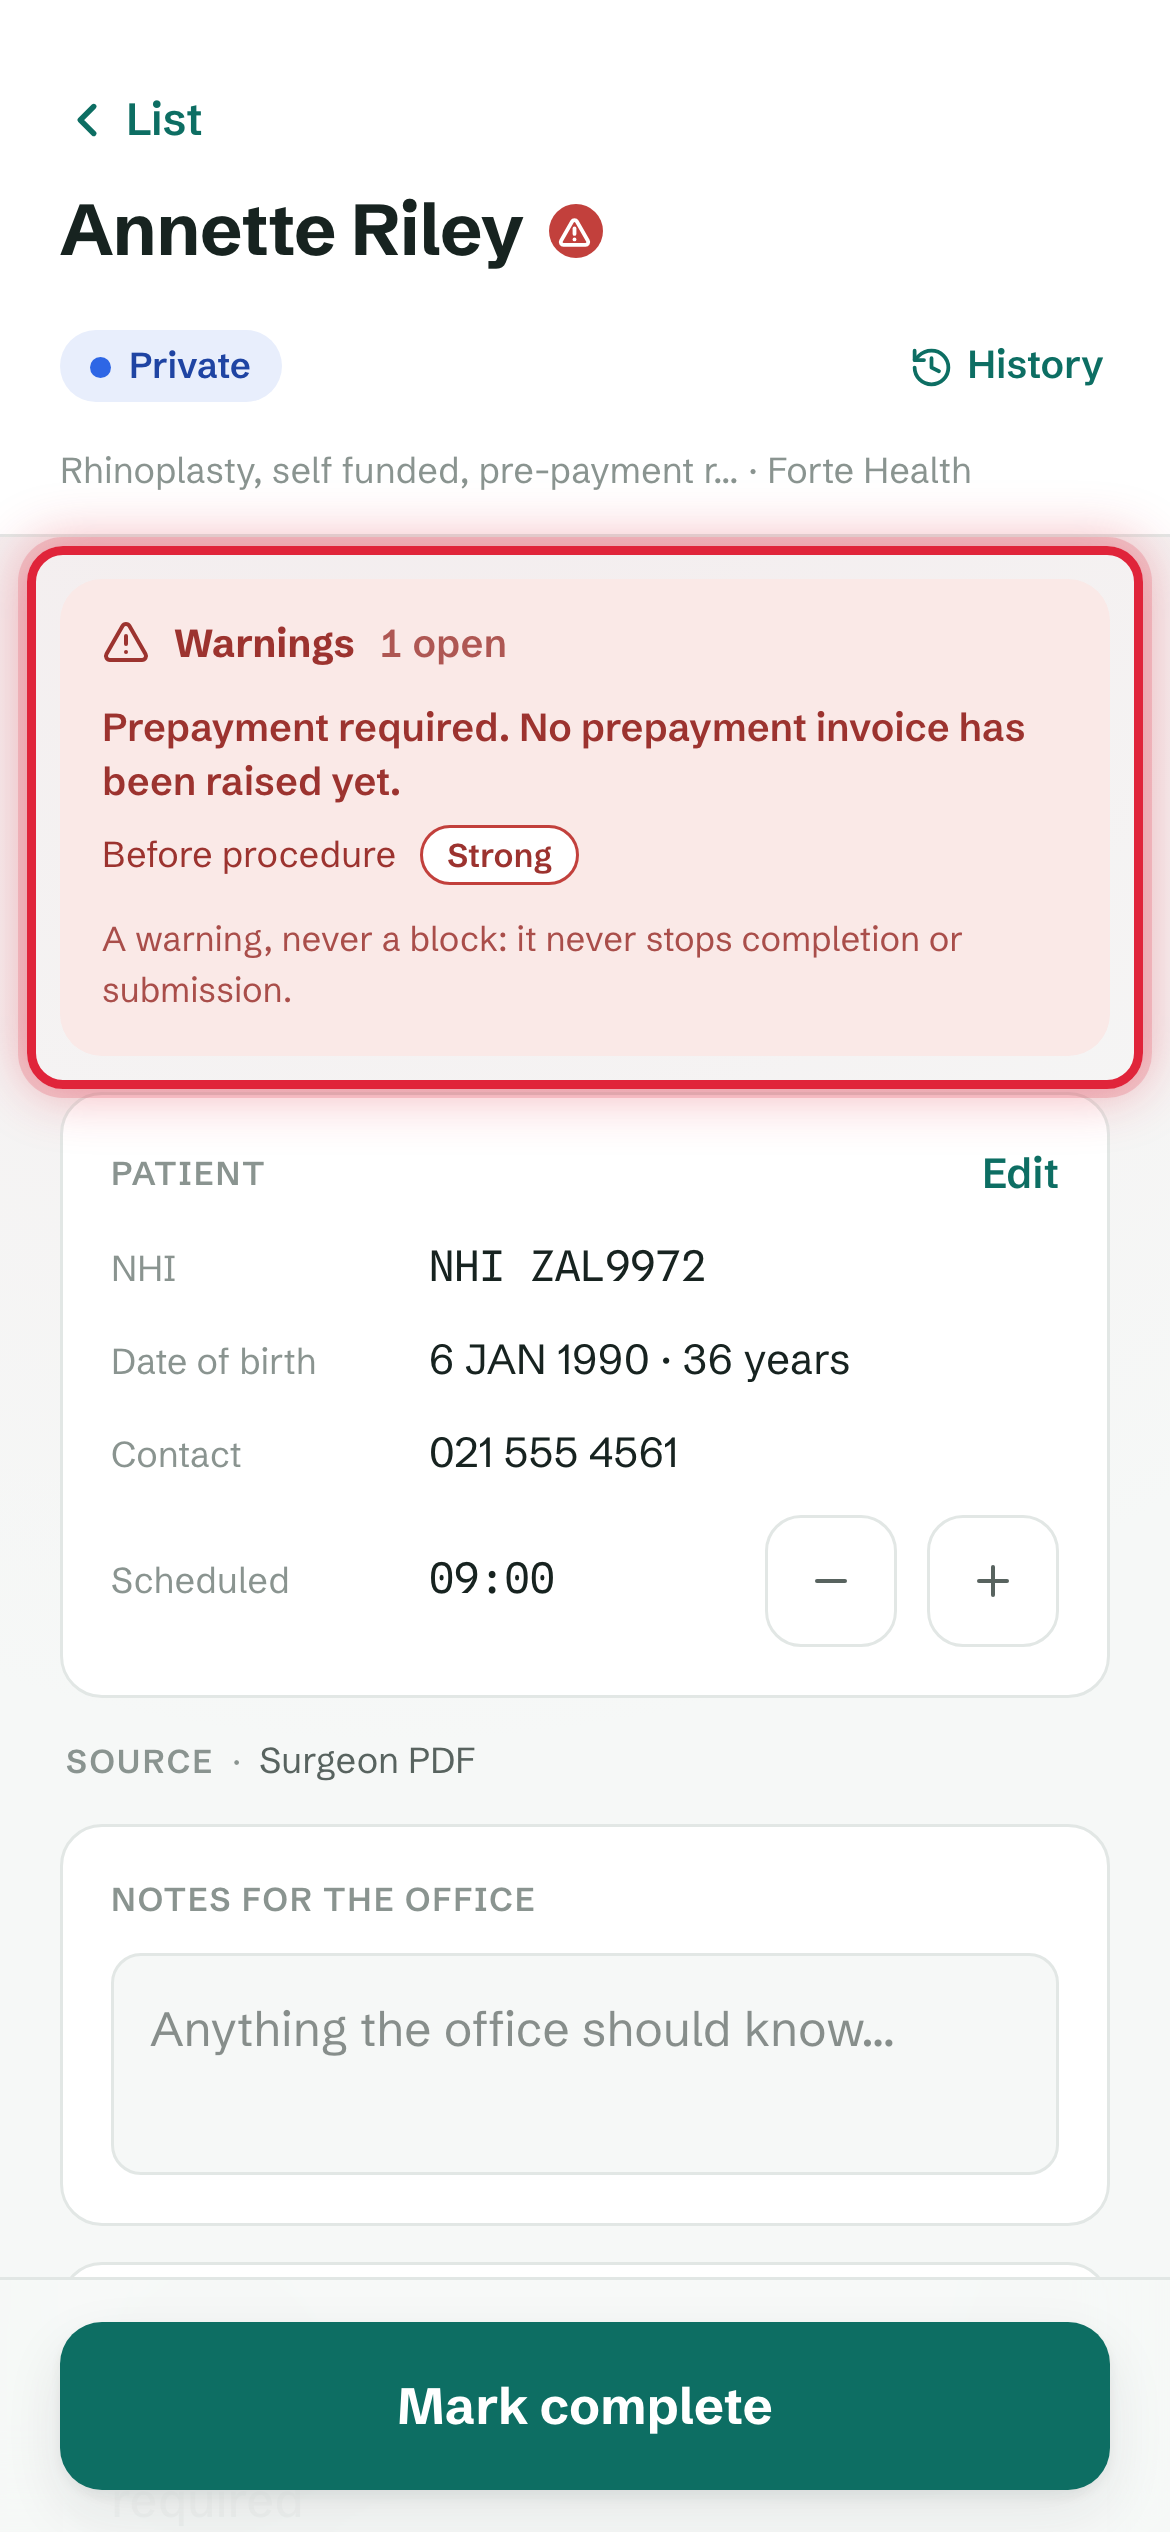 List
Annette Riley
Private
History
Rhinoplasty, self funded, pre-payment r... · Forte Health
Warnings 1 open
Prepayment required. No prepayment invoice has
been raised yet.
Before procedure Strong
A warning, never a block: it never stops completion or
submission.
PATIENT Edit
NHI NHI ZAL9972
Date of birth 6 JAN 1990 · 36 years
Contact 021 555 4561
Scheduled 09:00
SOURCE · Surgeon PDF
NOTES FOR THE OFFICE
Anything the office should know...
Mark complete
required